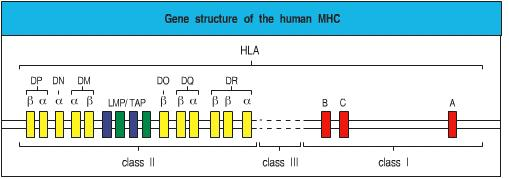 Gene structure of the human MHC
HLA
DP DN DM DO DQ DR
β α α α β LMP/TAP β β α β β α B C A
class II class III class I